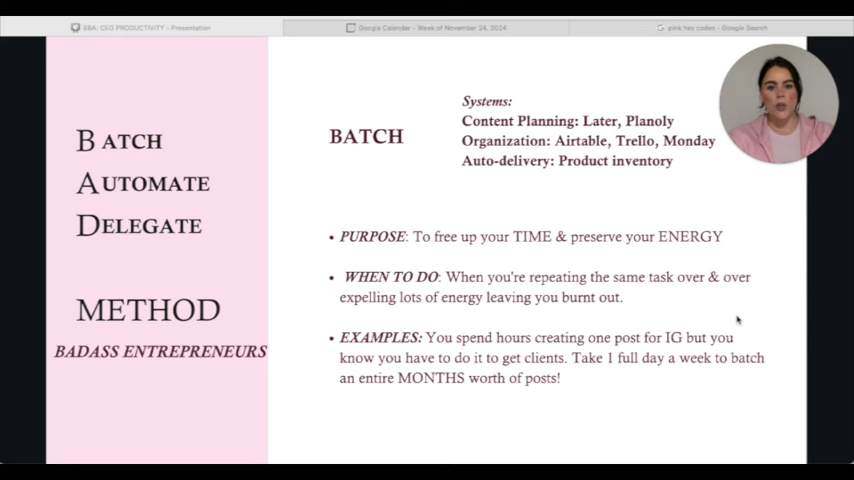 BBA: CEO PRODUCTIVITY - Presentation
Google Calendar - Week of November 24, 2024
pink hex codes - Google Search
BATCH
AUTOMATE
DELEGATE
METHOD
BADASS ENTREPRENEURS
BATCH
Systems:
Content Planning: Later, Planoly
Organization: Airtable, Trello, Monday
Auto-delivery: Product inventory
• PURPOSE: To free up your TIME & preserve your ENERGY
• WHEN TO DO: When you're repeating the same task over & over
expelling lots of energy leaving you burnt out.
• EXAMPLES: You spend hours creating one post for IG but you
know you have to do it to get clients. Take 1 full day a week to batch
an entire MONTHS worth of posts!